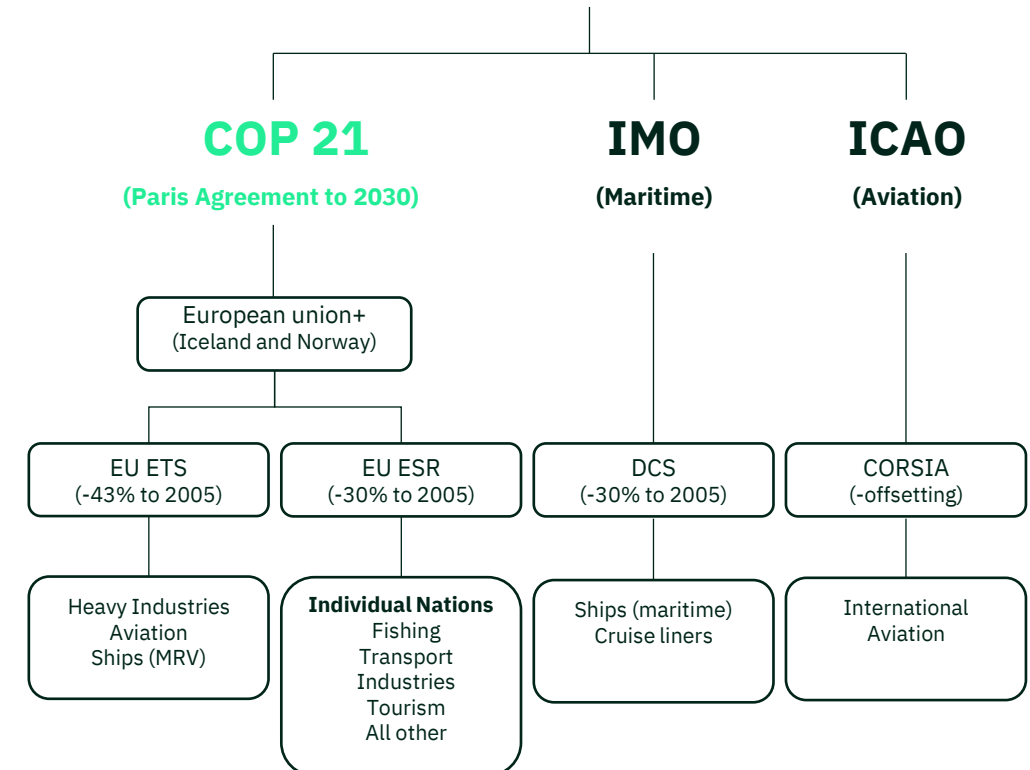 COP 21
(Paris Agreement to 2030)
IMO
(Maritime)
ICAO
(Aviation)
European union+
(Iceland and Norway)
EU ETS
(-43% to 2005)
EU ESR
(-30% to 2005)
DCS
(-30% to 2005)
CORSIA
(-offsetting)
Heavy Industries
Aviation
Ships (MRV)
Individual Nations
Fishing
Transport
Industries
Tourism
All other
Ships (maritime)
Cruise liners
International
Aviation